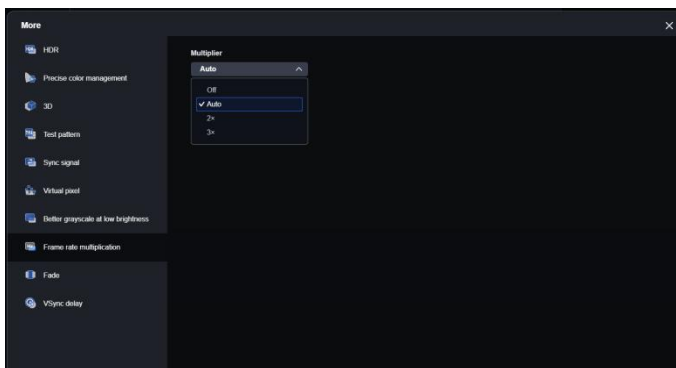 More
HDR
Precise color management
3D
Test pattern
Sync signal
Virtual pixel
Better grayscale at low brightness
Frame rate multiplication
Fade
VSync delay
Multiplier
Auto
Off
Auto
2×
3×